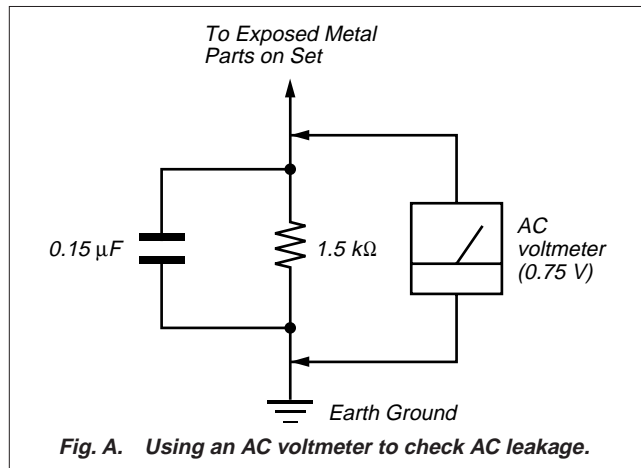 To Exposed Metal
Parts on Set
0.15 μF
1.5 kΩ
AC
voltmeter
(0.75 V)
Earth Ground
Fig. A. Using an AC voltmeter to check AC leakage.